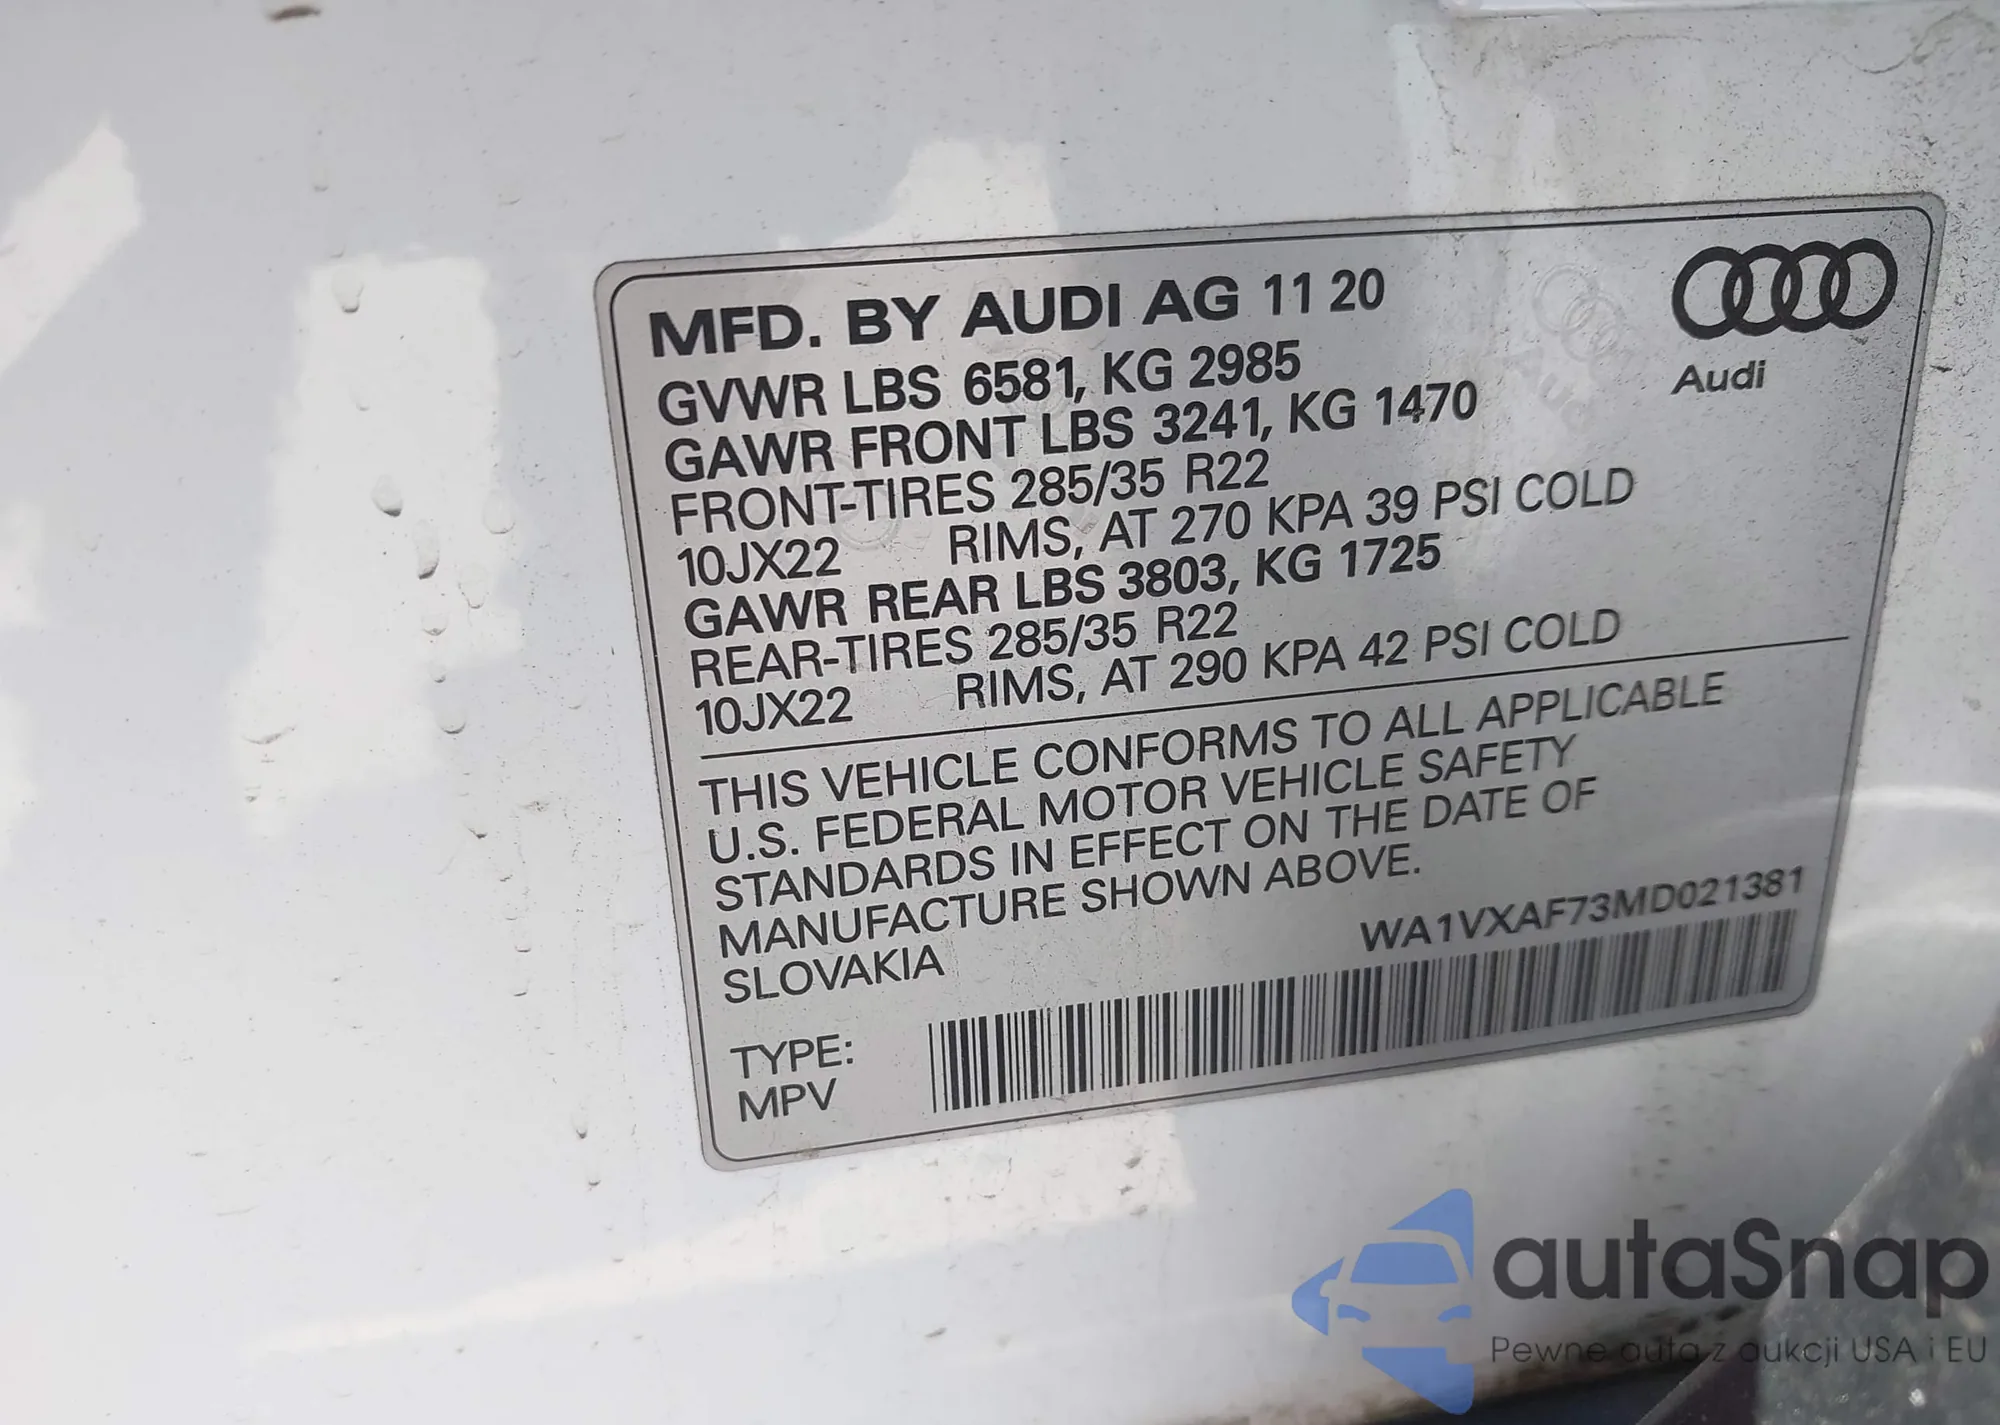 MFD. BY AUDI AG 11 20
GVWR LBS 6581, KG 2985
GAWR FRONT LBS 3241, KG 1470
FRONT-TIRES 285/35 R22
10JX22 RIMS, AT 270 KPA 39 PSI COLD
GAWR REAR LBS 3803, KG 1725
REAR-TIRES 285/35 R22
10JX22 RIMS, AT 290 KPA 42 PSI COLD
THIS VEHICLE CONFORMS TO ALL APPLICABLE
U.S. FEDERAL MOTOR VEHICLE SAFETY
STANDARDS IN EFFECT ON THE DATE OF
MANUFACTURE SHOWN ABOVE.
SLOVAKIA
WA1VXAF73MD021381
TYPE:
MPV
Audi
autaSnap
Pewne auta z aukcji USA i EU